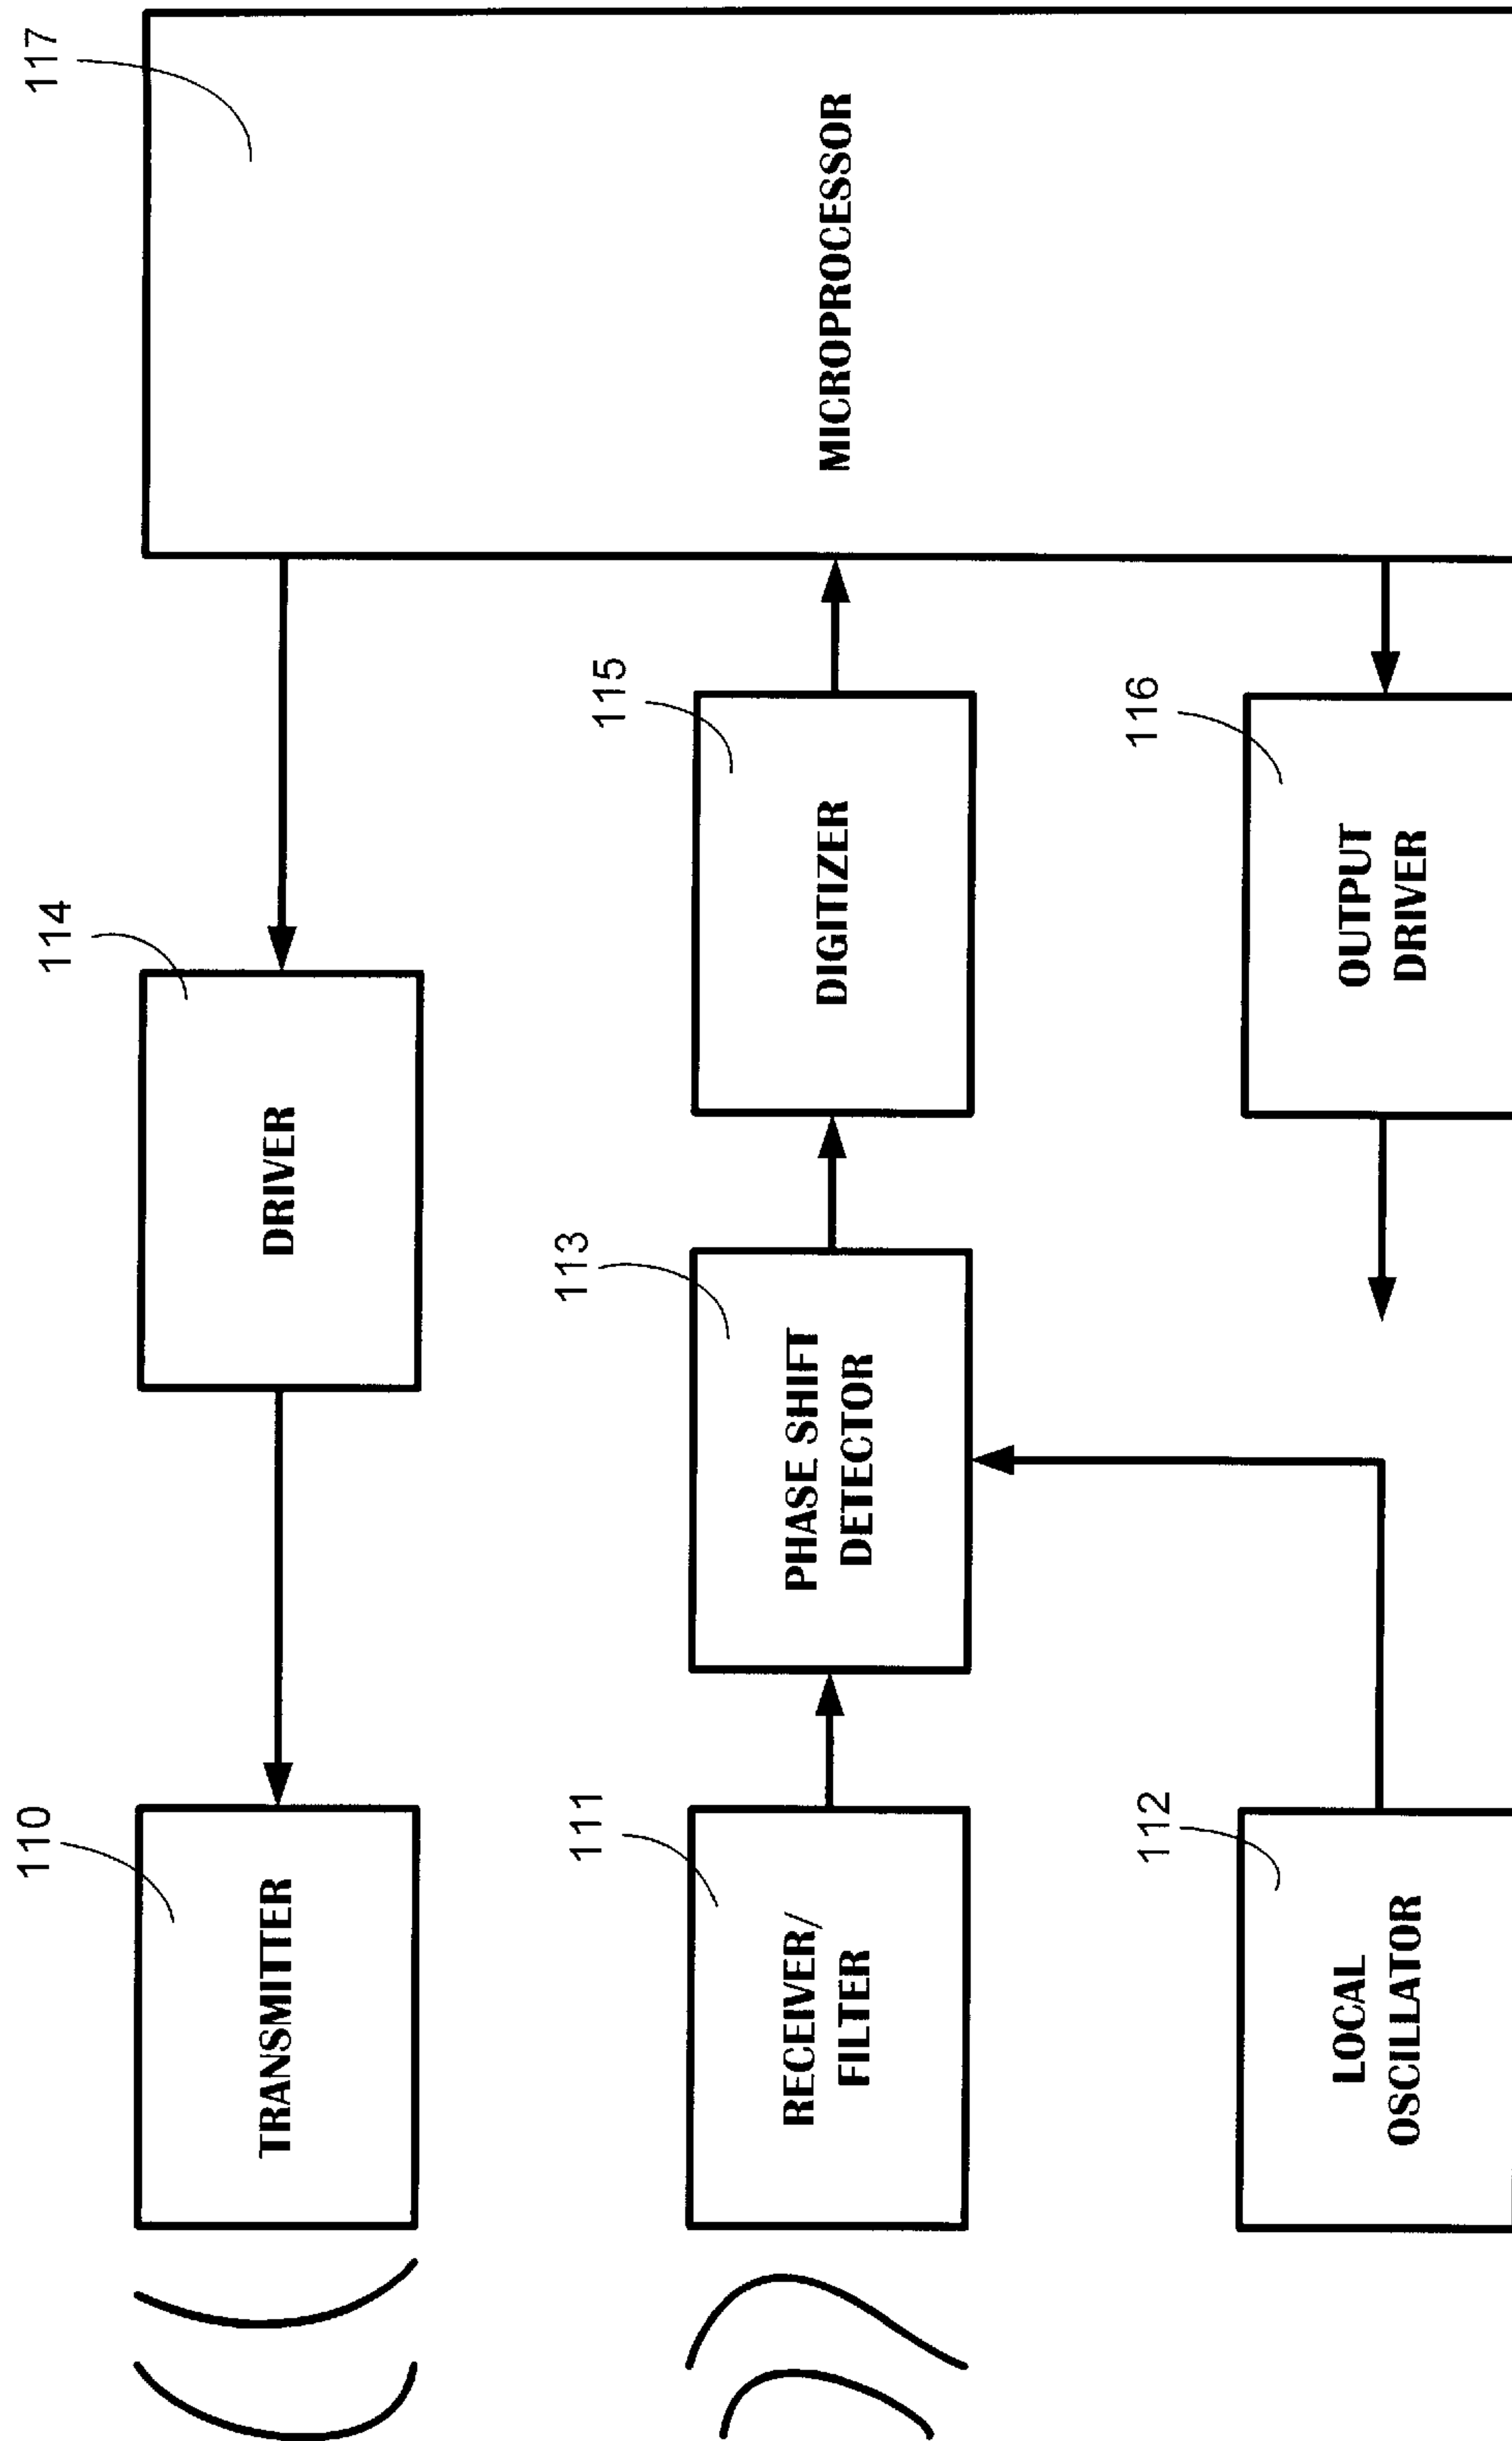 117
MICROPROCESSOR
114
DRIVER
110
TRANSMITTER
115
DIGITIZER
113
PHASE SHIFT
DETECTOR
111
RECEIVER/
FILTER
116
OUTPUT
DRIVER
112
LOCAL
OSCILLATOR